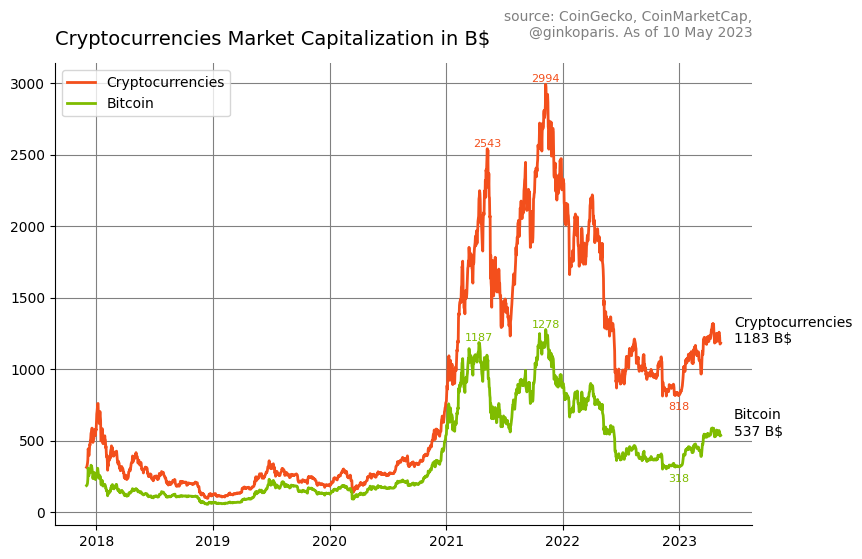 source: CoinGecko, CoinMarketCap,
@ginkoparis. As of 10 May 2023
Cryptocurrencies Market Capitalization in B$
Cryptocurrencies
Bitcoin
3000
2500
2000
1500
1000
500
0
2994
2543
1187
1278
818
318
Cryptocurrencies
1183 B$
Bitcoin
537 B$
2018 2019 2020 2021 2022 2023